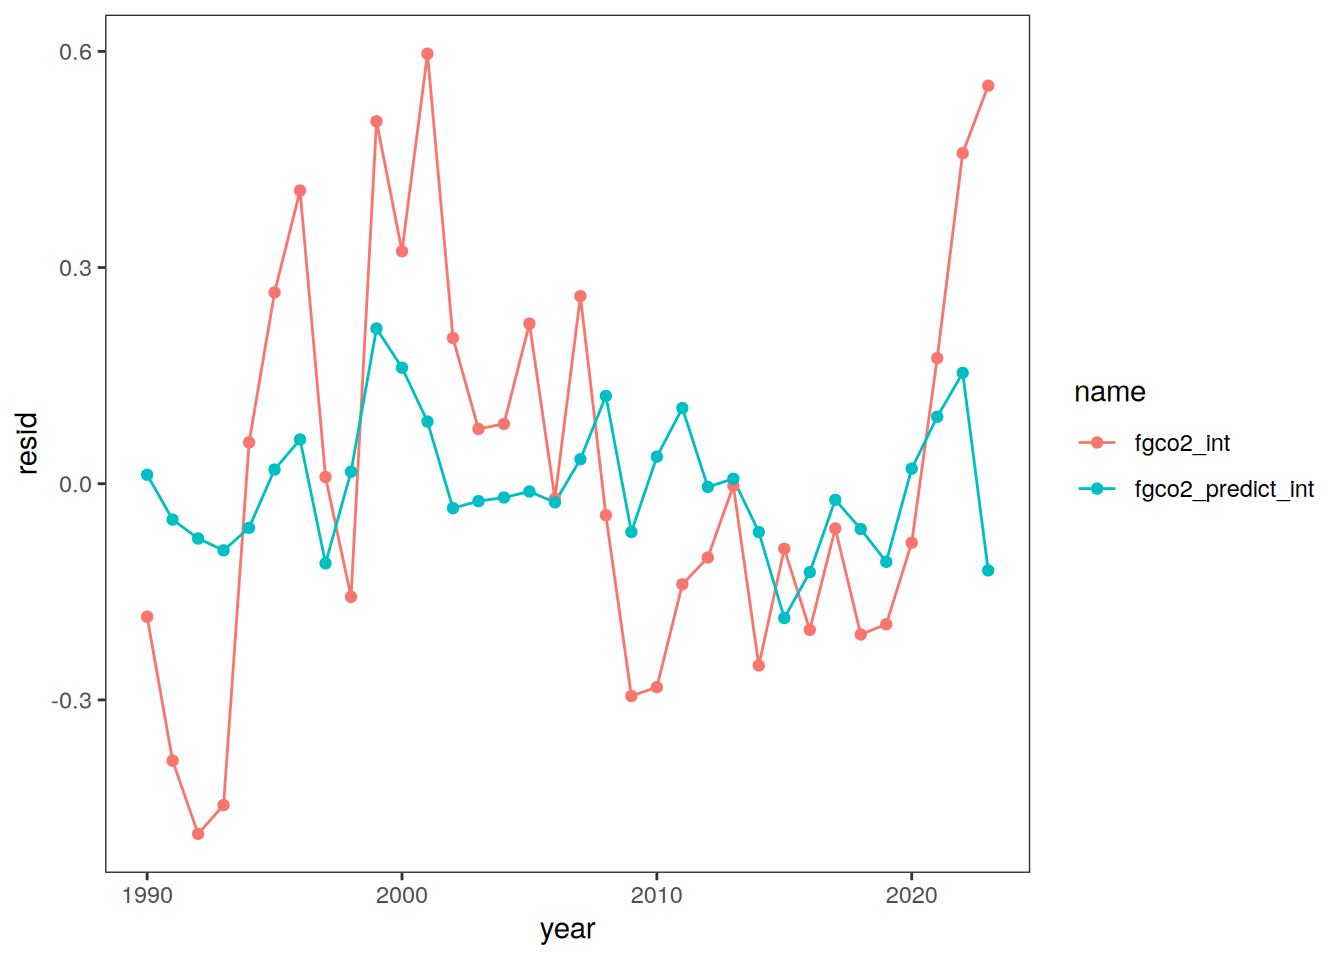 0.6
0.3
0.0
-0.3
resid
1990
2000
2010
2020
year
name
fgco2_int
fgco2_predict_int